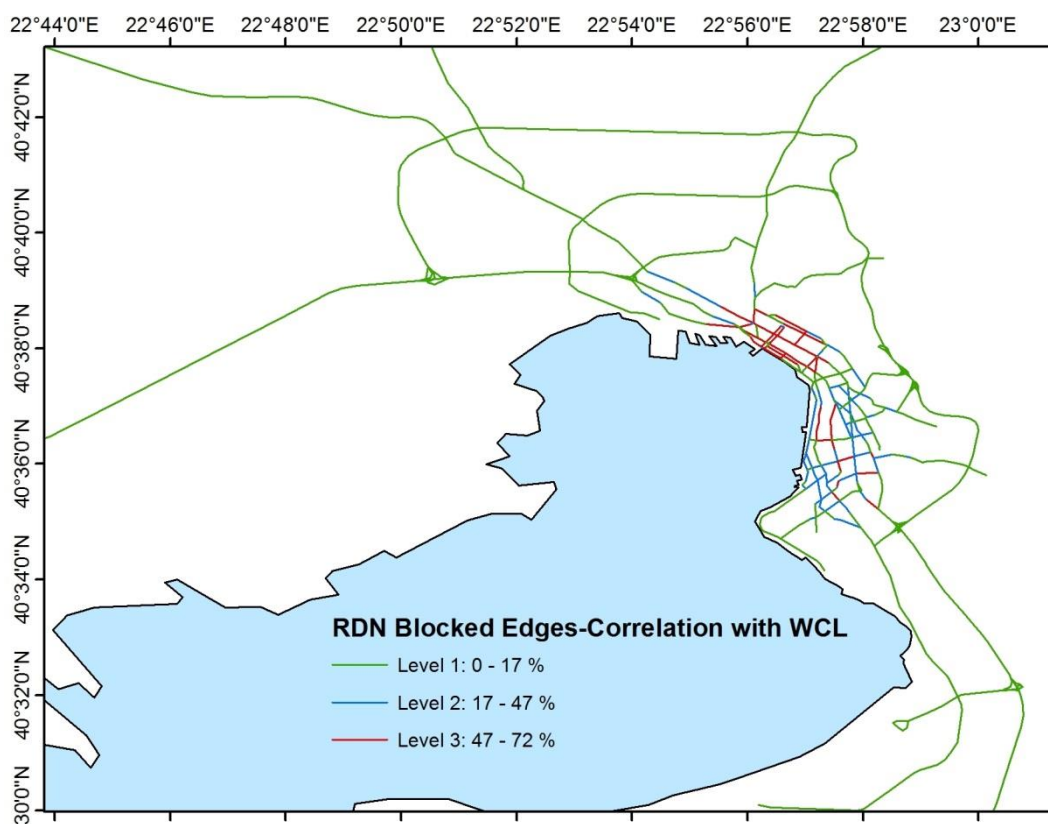 22°44'0"E 22°46'0"E 22°48'0"E 22°50'0"E 22°52'0"E 22°54'0"E 22°56'0"E 22°58'0"E 23°0'0"E
40°42'0"N
40°40'0"N
40°38'0"N
40°36'0"N
40°34'0"N
40°32'0"N
30'0"N
RDN Blocked Edges-Correlation with WCL
Level 1: 0 - 17 %
Level 2: 17 - 47 %
Level 3: 47 - 72 %